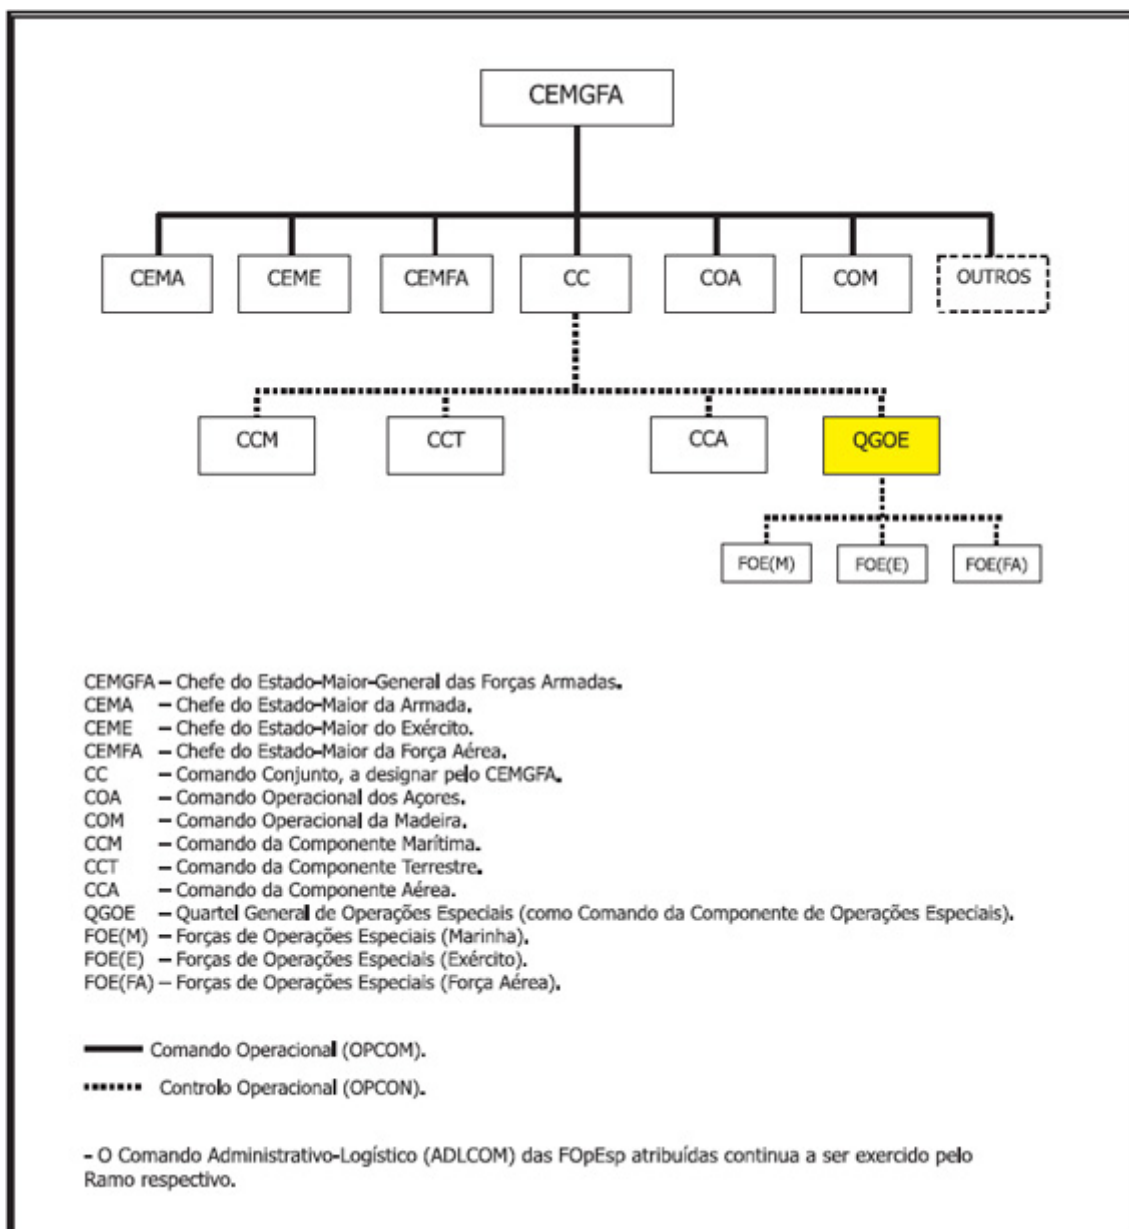 CEMGFA
CEMA CEME CEMFA CC COA COM OUTROS
CCM CCT CCA QGOE
FOE(M) FOE(E) FOE(FA)
CEMGFA – Chefe do Estado-Maior-General das Forças Armadas.
CEMA – Chefe do Estado-Maior da Armada.
CEME – Chefe do Estado-Maior do Exército.
CEMFA – Chefe do Estado-Maior da Força Aérea.
CC – Comando Conjunto, a designar pelo CEMGFA.
COA – Comando Operacional dos Açores.
COM – Comando Operacional da Madeira.
CCM – Comando da Componente Marítima.
CCT – Comando da Componente Terrestre.
CCA – Comando da Componente Aérea.
QGOE – Quartel General de Operações Especiais (como Comando da Componente de Operações Especiais).
FOE(M) – Forças de Operações Especiais (Marinha).
FOE(E) – Forças de Operações Especiais (Exército).
FOE(FA) – Forças de Operações Especiais (Força Aérea).
Comando Operacional (OPCOM).
Controlo Operacional (OPCON).
- O Comando Administrativo-Logístico (ADLCOM) das FOpEsp atribuídas continua a ser exercido pelo
Ramo respectivo.